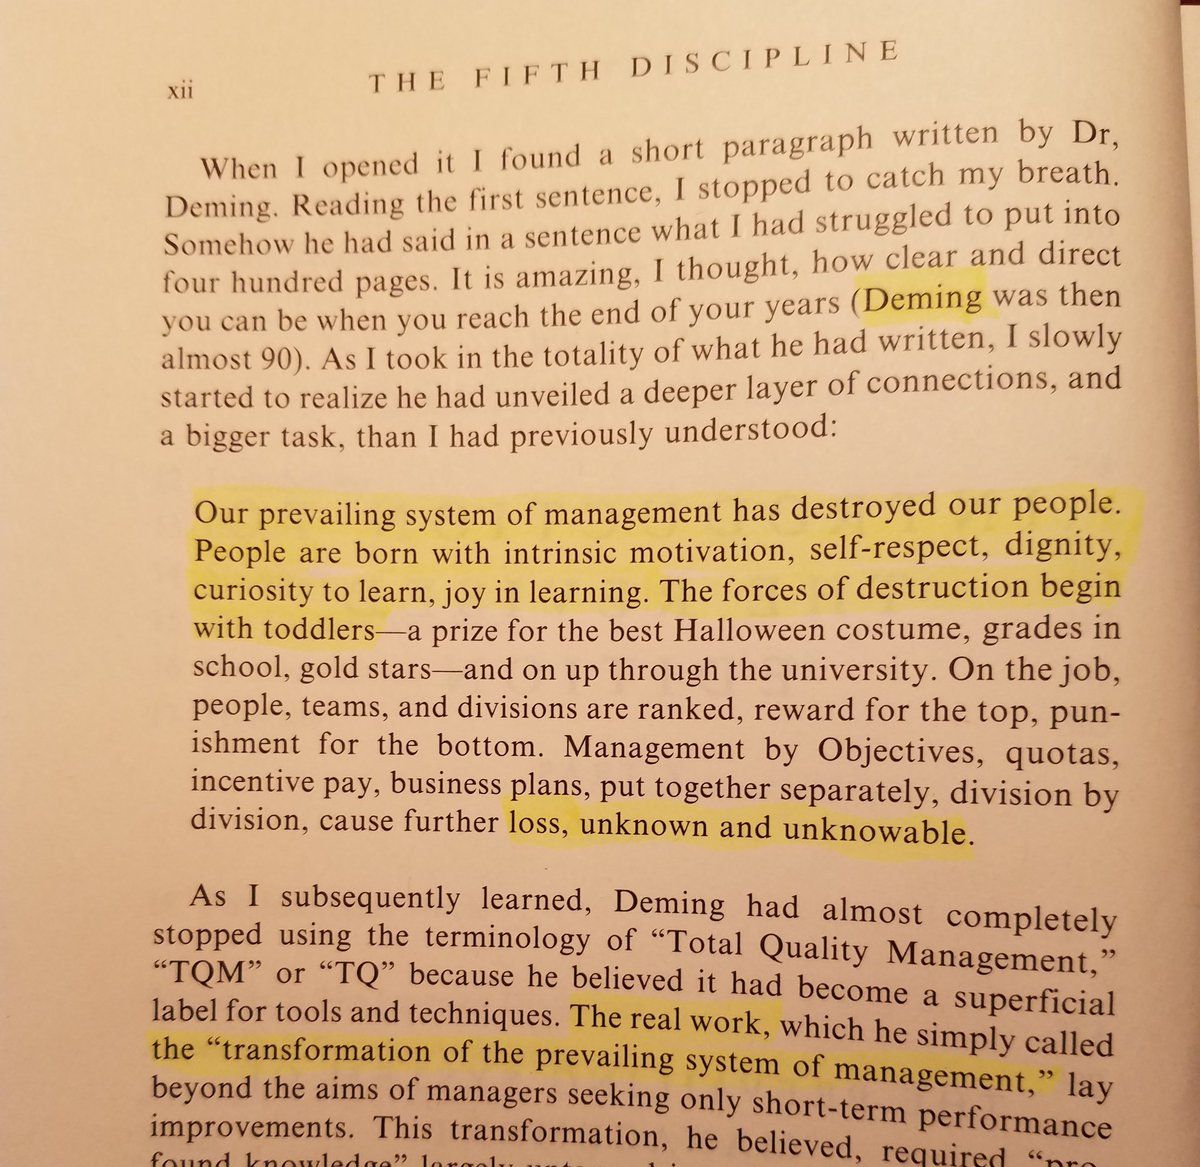 xii
THE FIFTH DISCIPLINE
When I opened it I found a short paragraph written by Dr,
Deming. Reading the first sentence, I stopped to catch my breath.
Somehow he had said in a sentence what I had struggled to put into
four hundred pages. It is amazing, I thought, how clear and direct
you can be when you reach the end of your years (Deming was then
almost 90). As I took in the totality of what he had written, I slowly
started to realize he had unveiled a deeper layer of connections, and
a bigger task, than I had previously understood:
Our prevailing system of management has destroyed our people.
People are born with intrinsic motivation, self-respect, dignity,
curiosity to learn, joy in learning. The forces of destruction begin
with toddlers—a prize for the best Halloween costume, grades in
school, gold stars—and on up through the university. On the job,
people, teams, and divisions are ranked, reward for the top, pun-
ishment for the bottom. Management by Objectives, quotas,
incentive pay, business plans, put together separately, division by
division, cause further loss, unknown and unknowable.
As I subsequently learned, Deming had almost completely
stopped using the terminology of “Total Quality Management,”
“TQM” or “TQ” because he believed it had become a superficial
label for tools and techniques. The real work, which he simply called
the “transformation of the prevailing system of management,” lay
beyond the aims of managers seeking only short-term performance
improvements. This transformation, he believed, required “pro-
found knowledge” largely